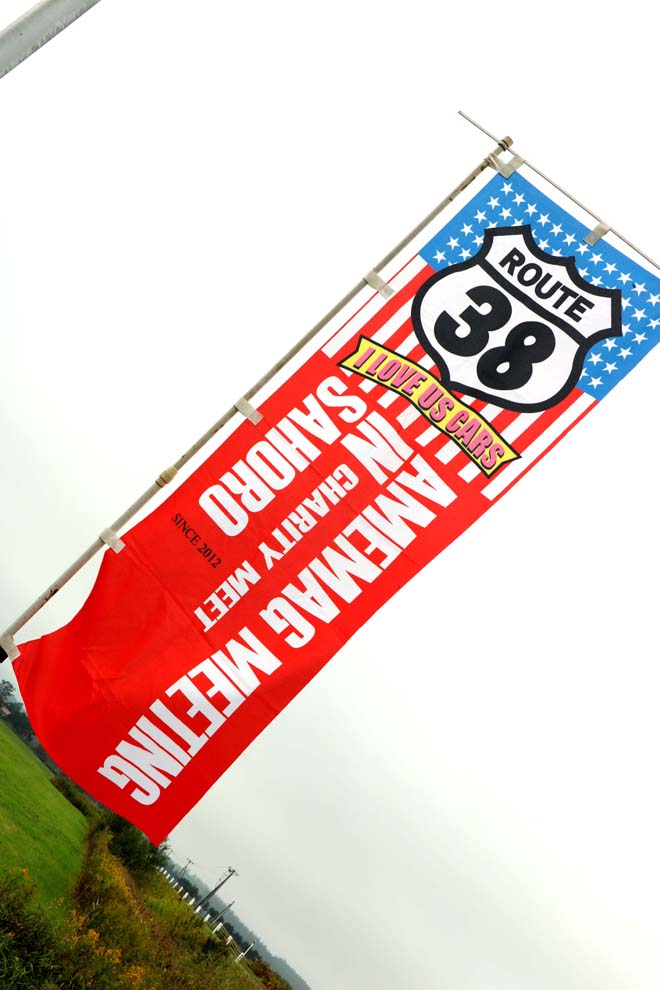 ROUTE
38
I LOVE US CARS
AMEMAG MEETING
IN CHARITY MEET
SAHORO
SINCE 2012